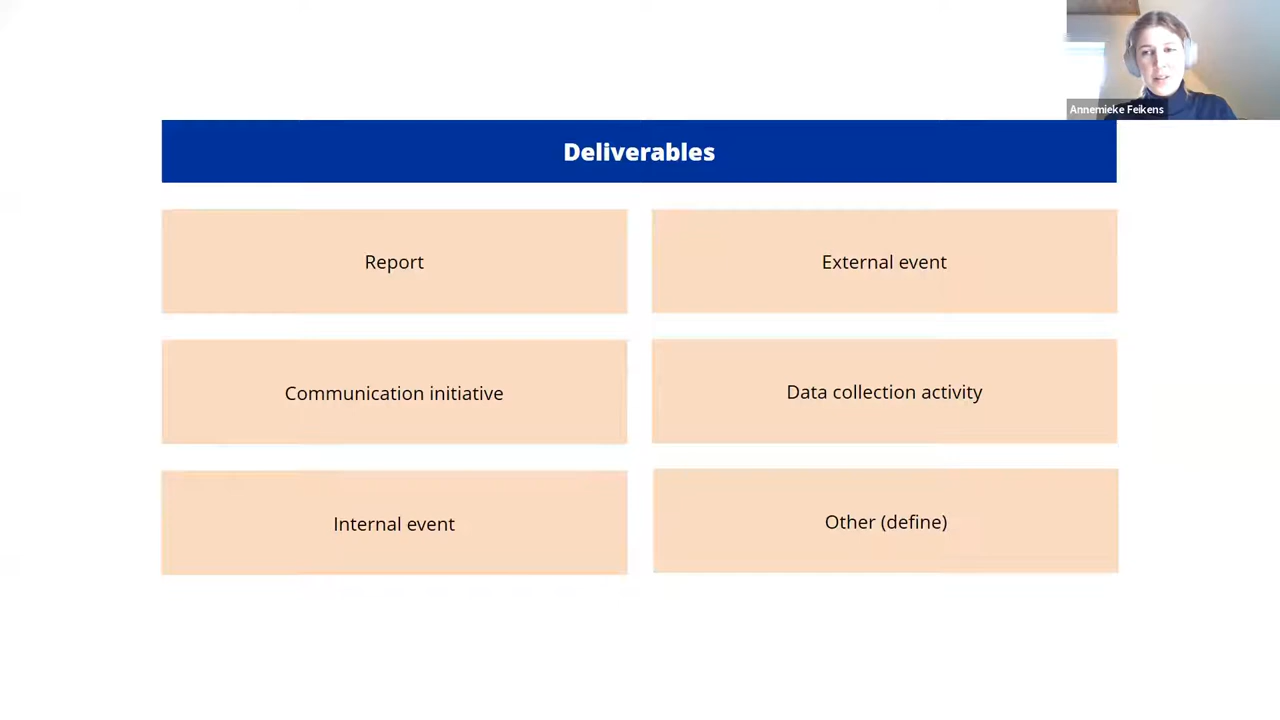 Annemieke Feikens
Deliverables
Report
External event
Communication initiative
Data collection activity
Internal event
Other (define)